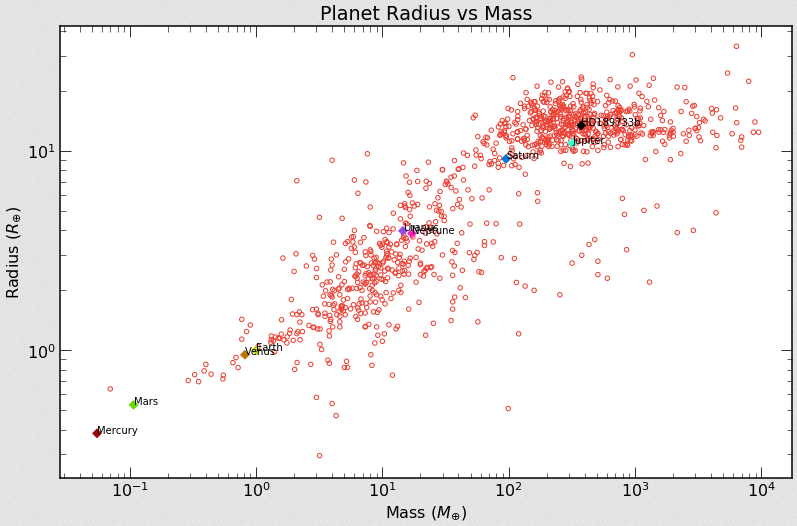 Planet Radius vs Mass
HD189733b
Jupiter
Saturn
Uranus
Neptune
Earth
Venus
Mars
Mercury
10¹
10⁰
Radius (R⊕)
10⁻¹ 10⁰ 10¹ 10² 10³ 10⁴
Mass (M⊕)